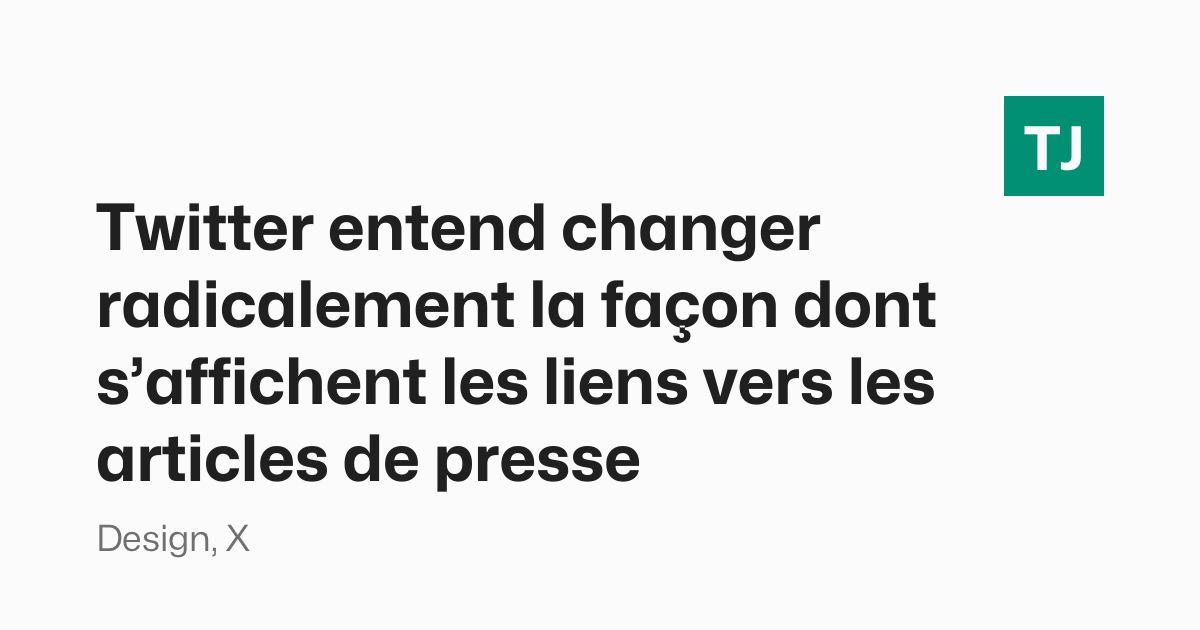 TJ
Twitter entend changer
radicalement la façon dont
s’affichent les liens vers les
articles de presse
Design, X